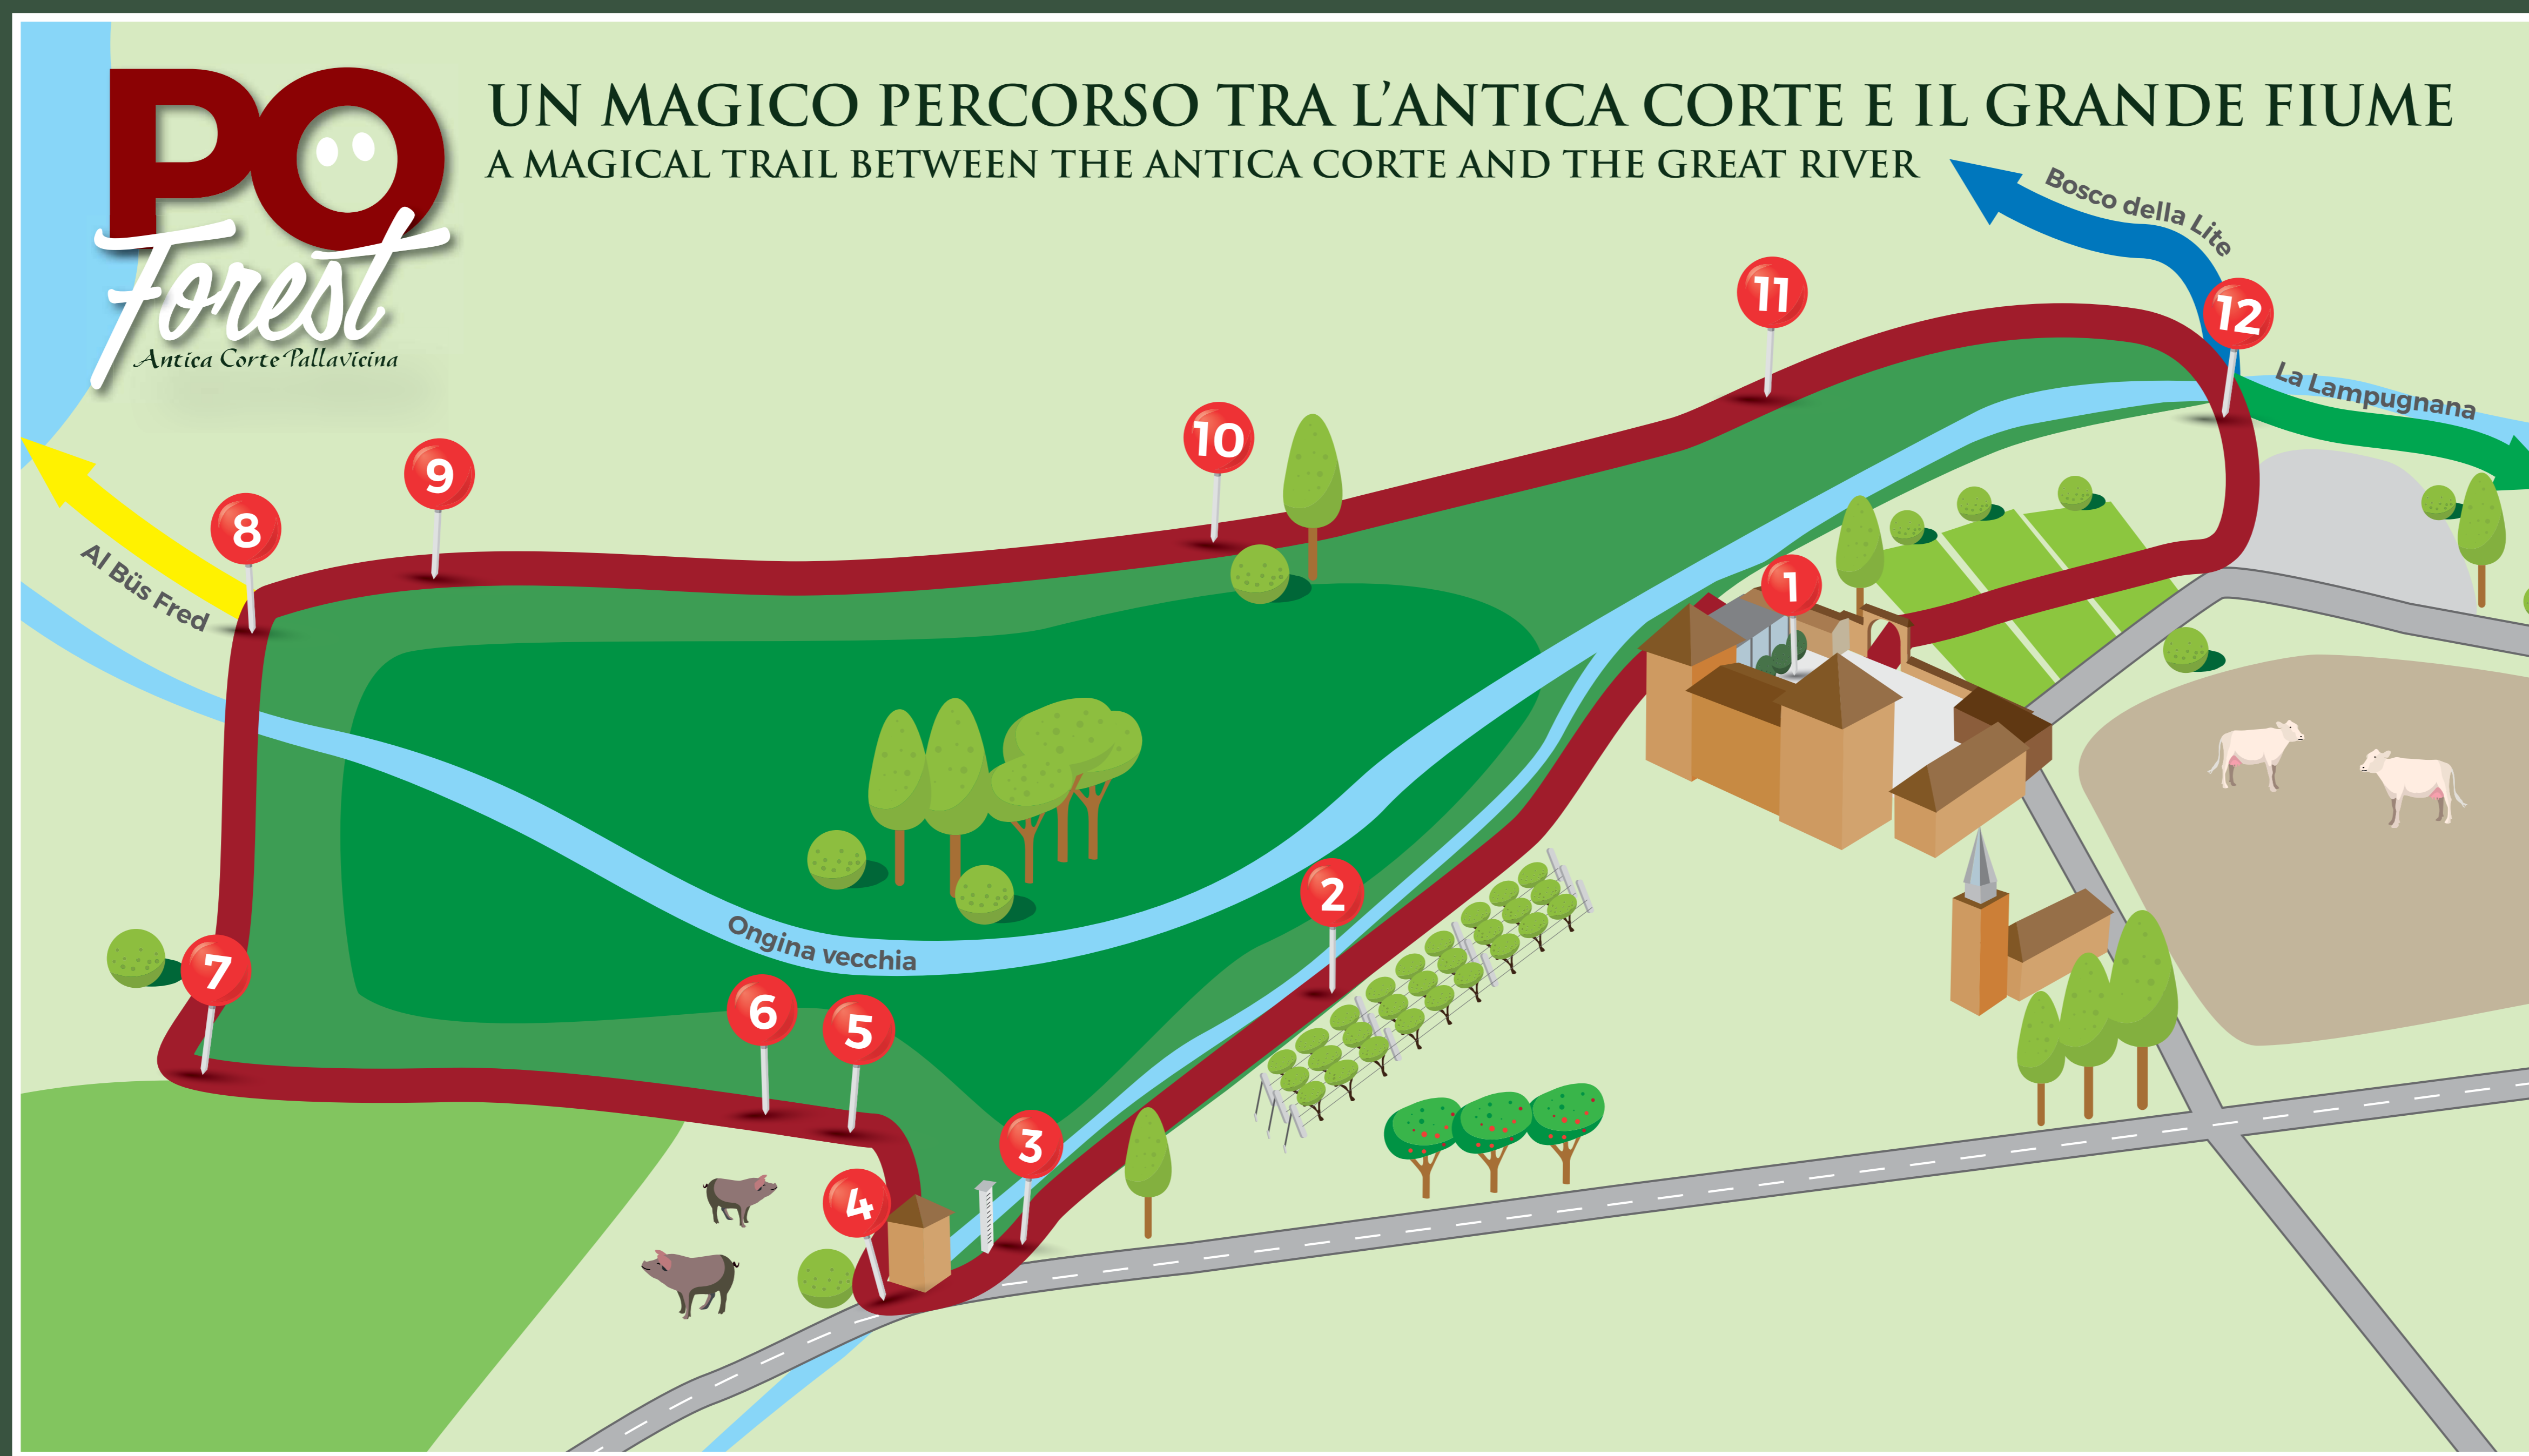 PO
Forest
Antica Corte Pallavicina
UN MAGICO PERCORSO TRA L'ANTICA CORTE E IL GRANDE FIUME
A MAGICAL TRAIL BETWEEN THE ANTICA CORTE AND THE GREAT RIVER
Bosco della Lite
11
12
La Lampugnana
10
9
8
Al Büs Fred
1
2
Ongina vecchia
7
6
5
3
4